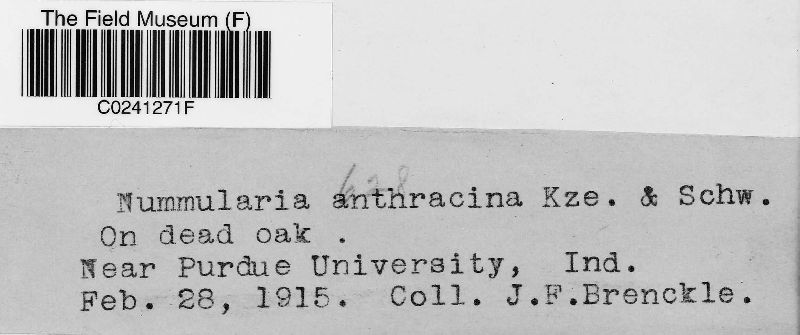 The Field Museum (F)
C0241271F
628
Nummularia anthracina Kze. & Schw.
On dead oak .
Near Purdue University, Ind.
Feb. 28, 1915. Coll. J.F.Brenckle.